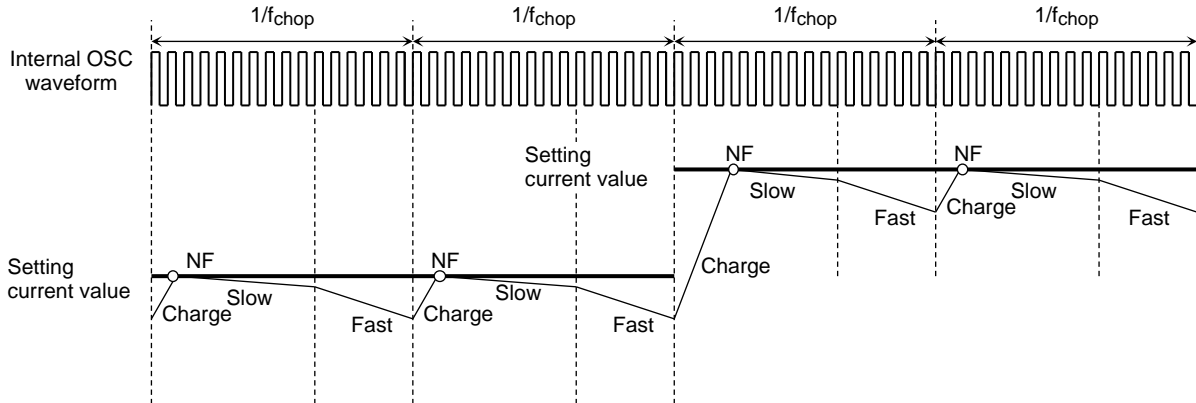 1/fchop 1/fchop 1/fchop 1/fchop
Internal OSC
waveform
Setting
current value
NF
Slow
Fast
NF
Charge
Slow
Fast
Setting
current value
NF
Charge
Slow
Fast
NF
Charge
Slow
Fast
Charge